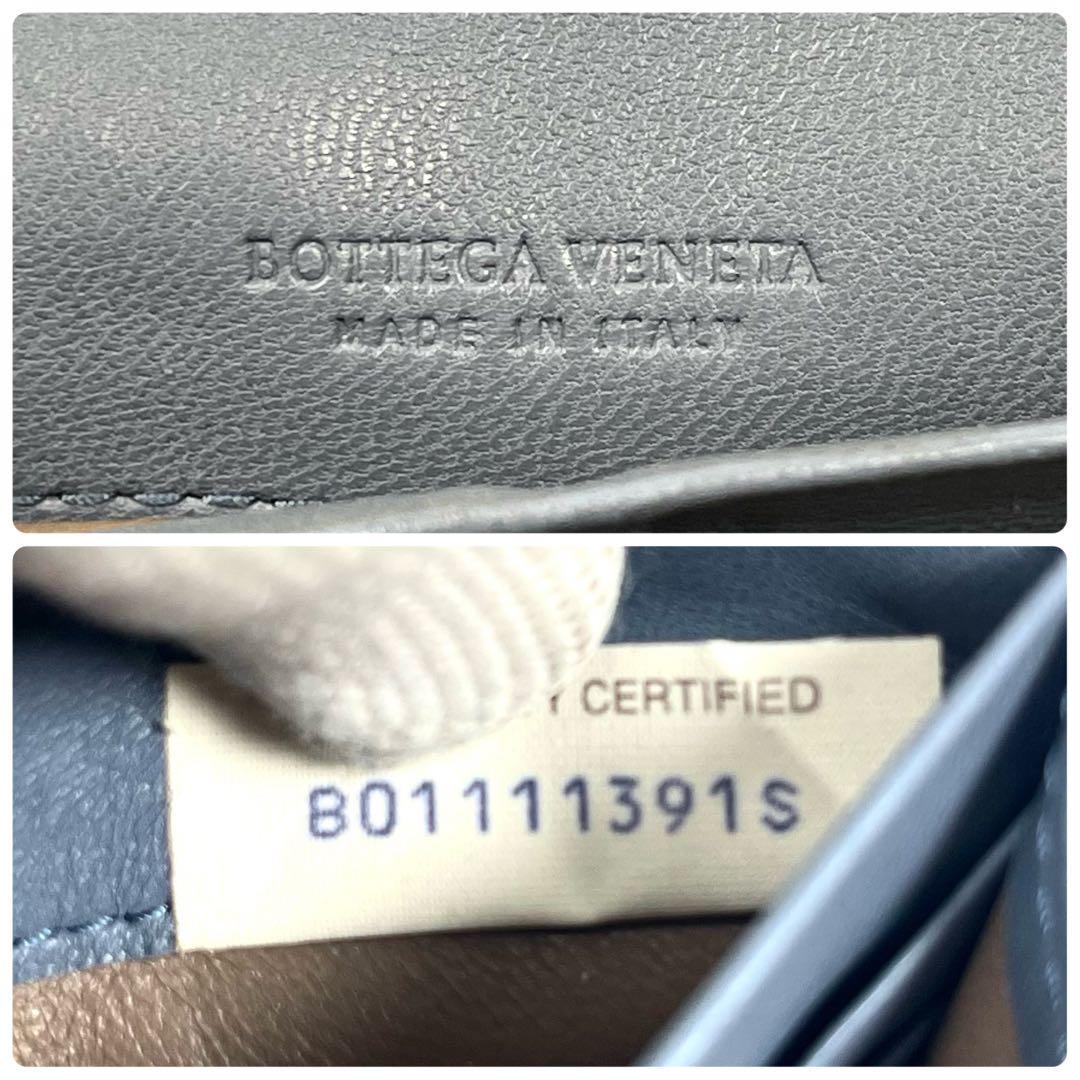 BOTTEGA VENETA
MADE IN ITALY
Y CERTIFIED
B01111391S